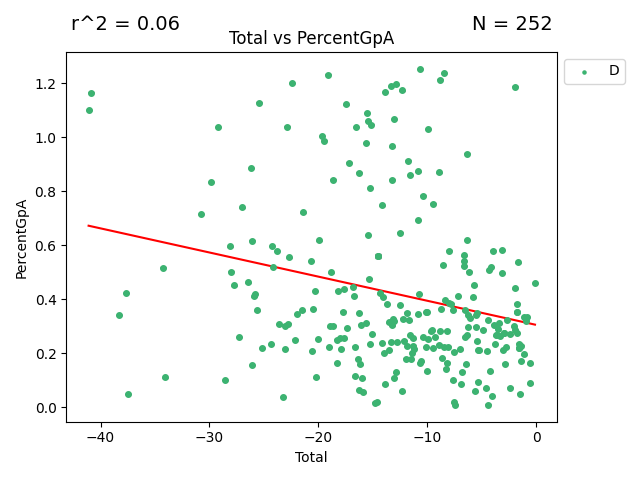 r^2 = 0.06
N = 252
Total vs PercentGpA
D
PercentGpA
1.2
1.0
0.8
0.6
0.4
0.2
0.0
−40
−30
−20
−10
0
Total